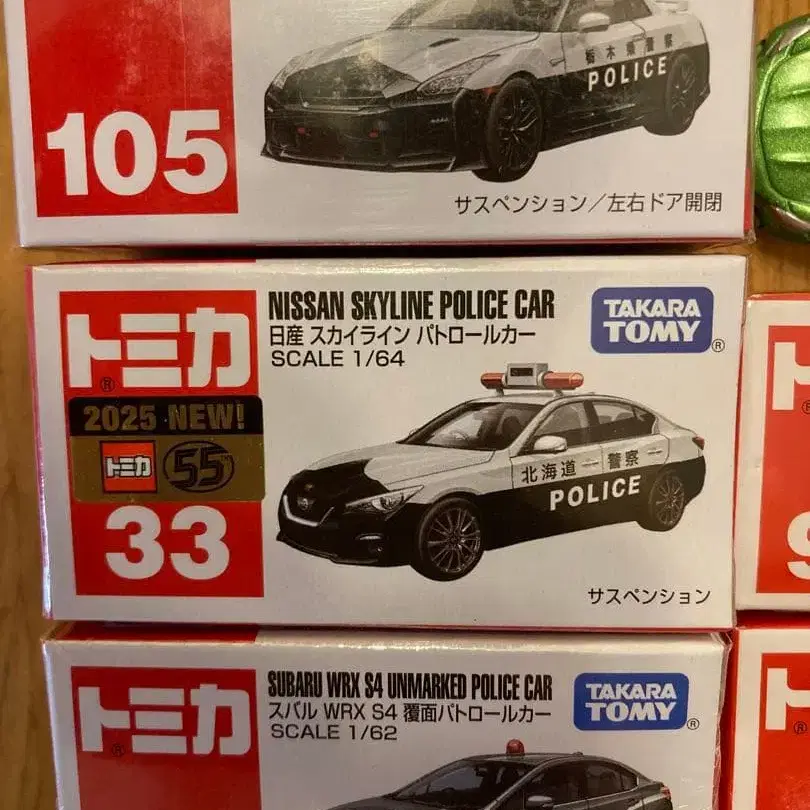 栃木県警察
POLICE
105
サスペンション/左右ドア開閉
トミカ®
2025 NEW!
トミカ 55
33
NISSAN SKYLINE POLICE CAR
日産 スカイライン パトロールカー
SCALE 1/64
TAKARA
TOMY®
北海道 警察
POLICE
サスペンション
トミカ®
SUBARU WRX S4 UNMARKED POLICE CAR
スバル WRX S4 覆面パトロールカー
SCALE 1/62
TAKARA
TOMY®
9